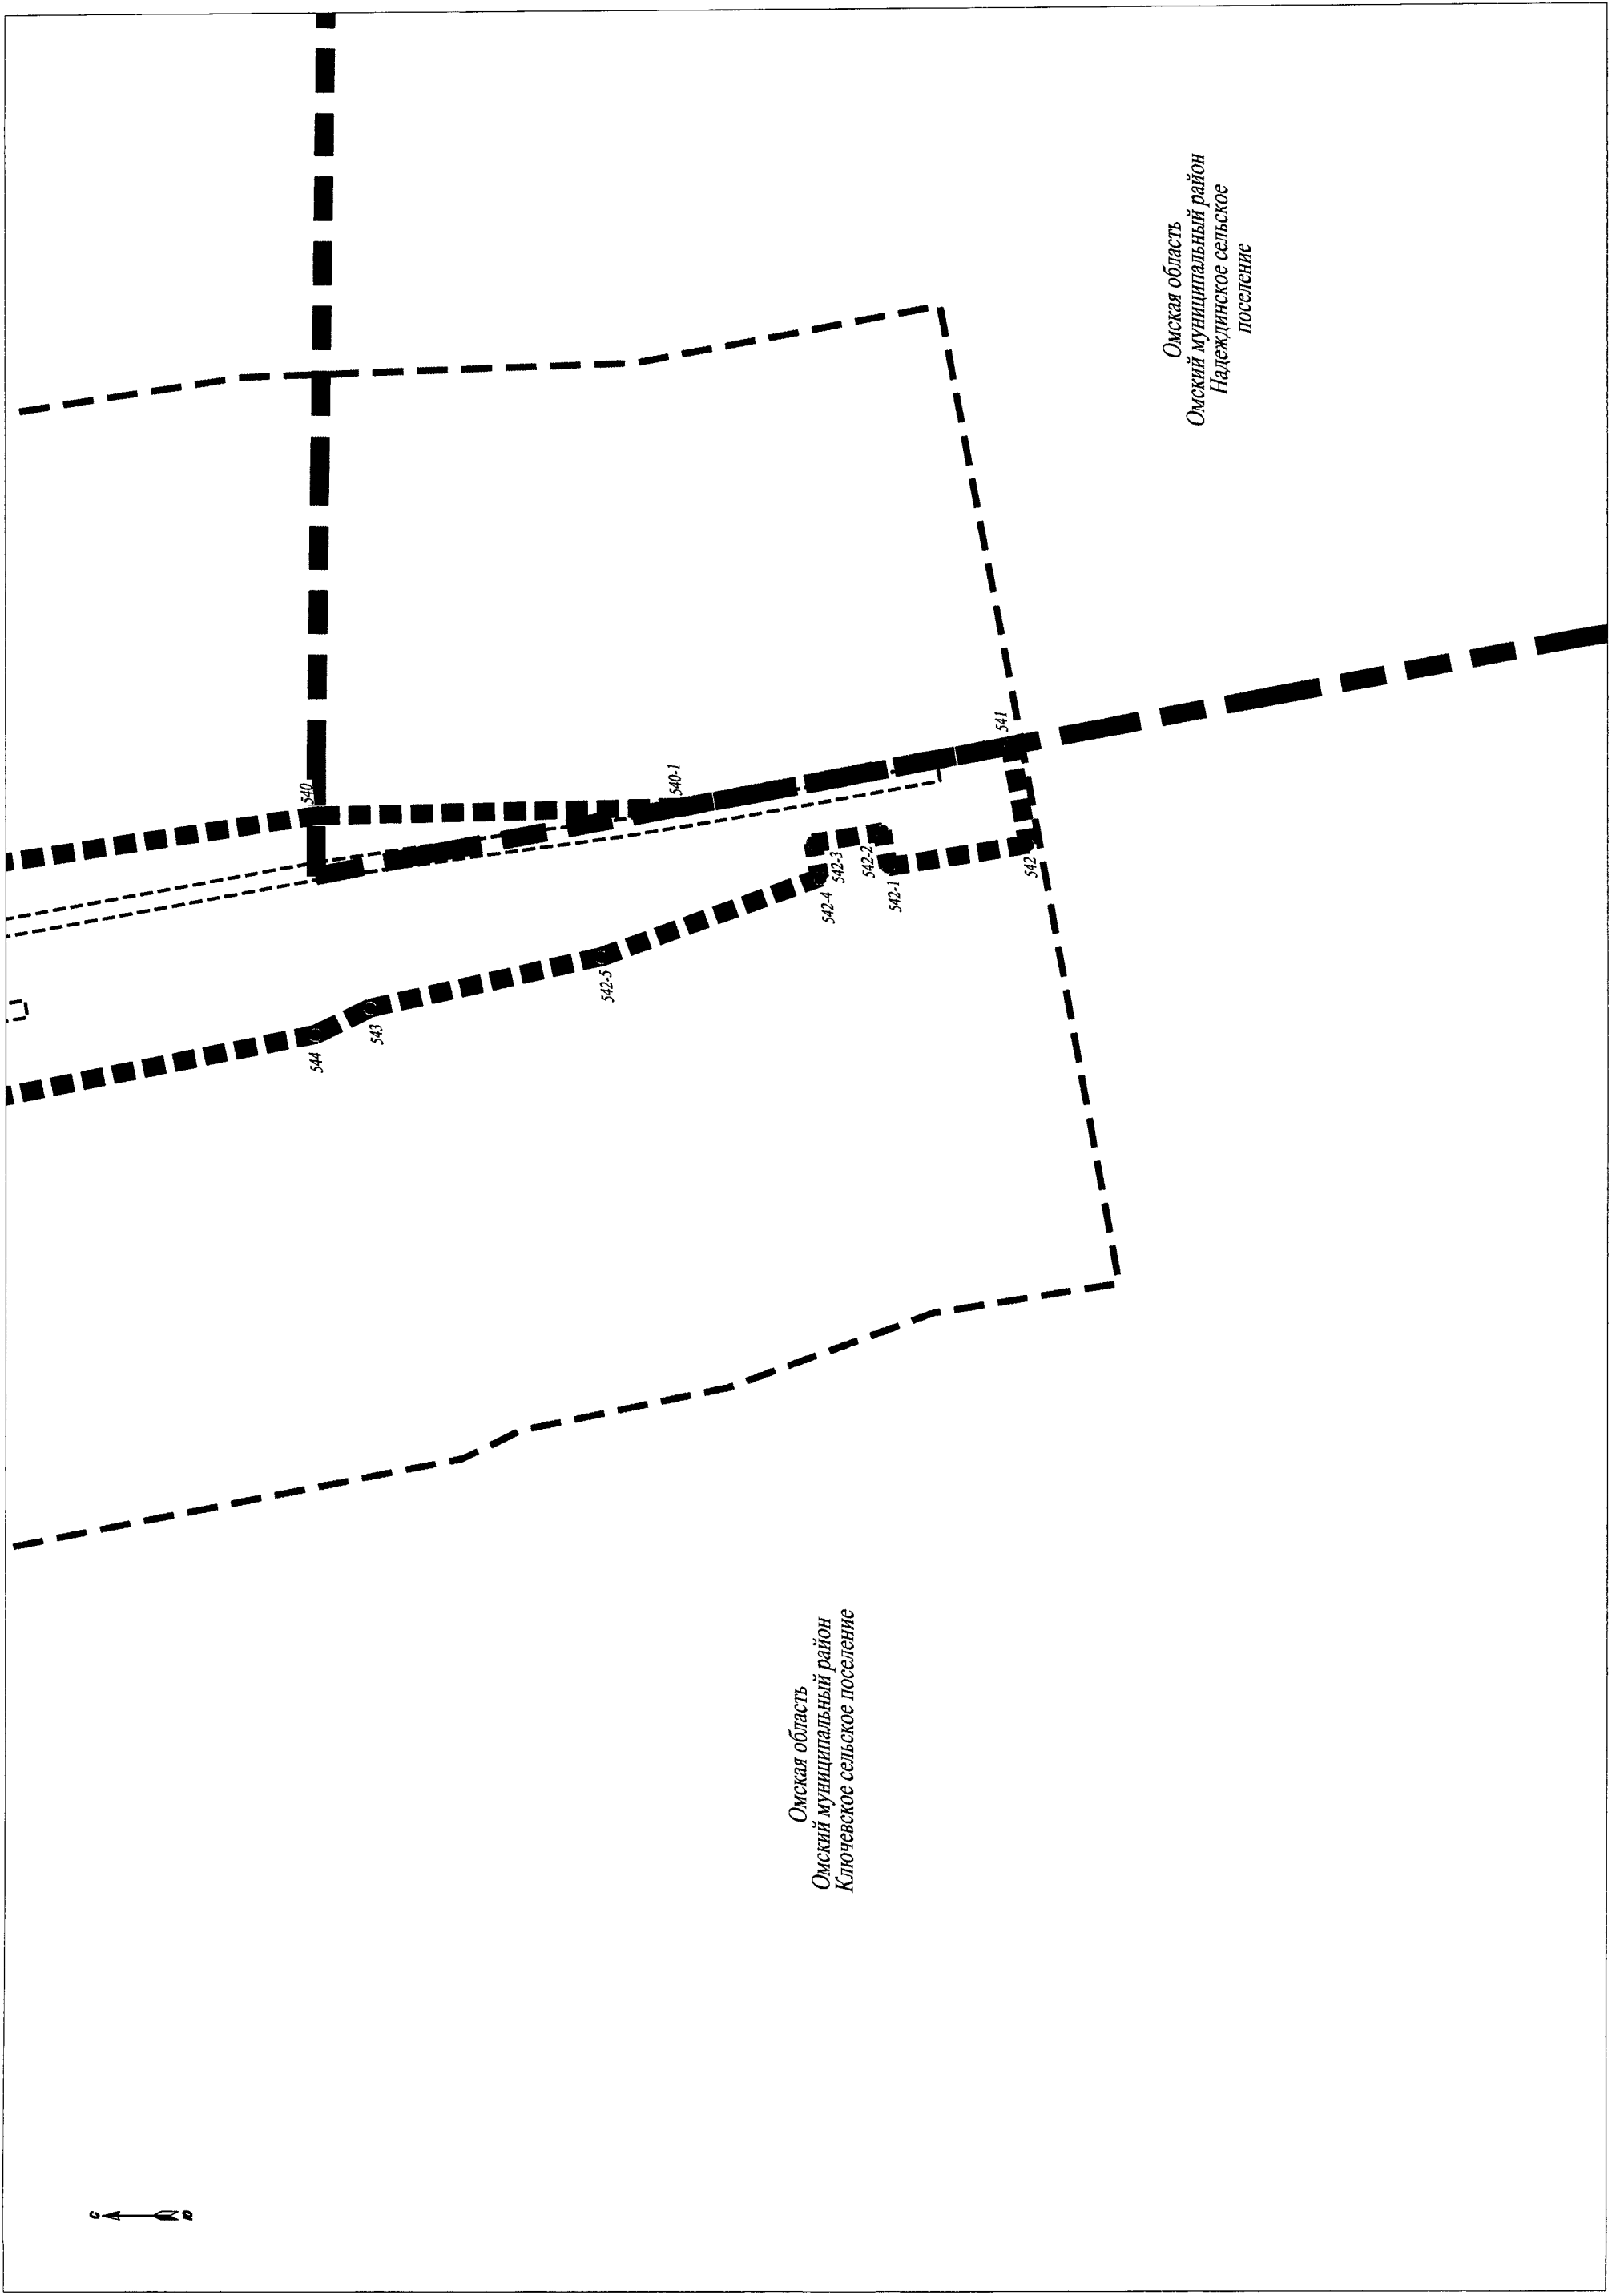 Омская область
Омский муниципальный район
Надеждинское сельское
поселение
540
540-1
541
542-3
542-2
542
542-4
542-1
542-5
543
544
Омская область
Омский муниципальный район
Ключевское сельское поселение
С
Ю